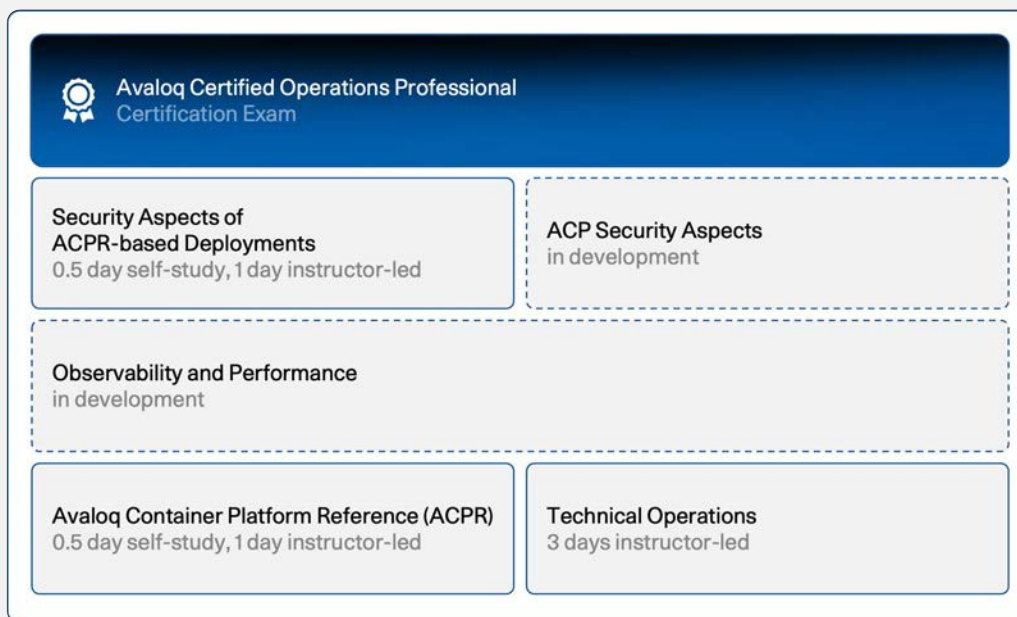 Avaloq Certified Operations Professional
Certification Exam
Security Aspects of
ACPR-based Deployments
0.5 day self-study, 1 day instructor-led
ACP Security Aspects
in development
Observability and Performance
in development
Avaloq Container Platform Reference (ACPR)
0.5 day self-study, 1 day instructor-led
Technical Operations
3 days instructor-led